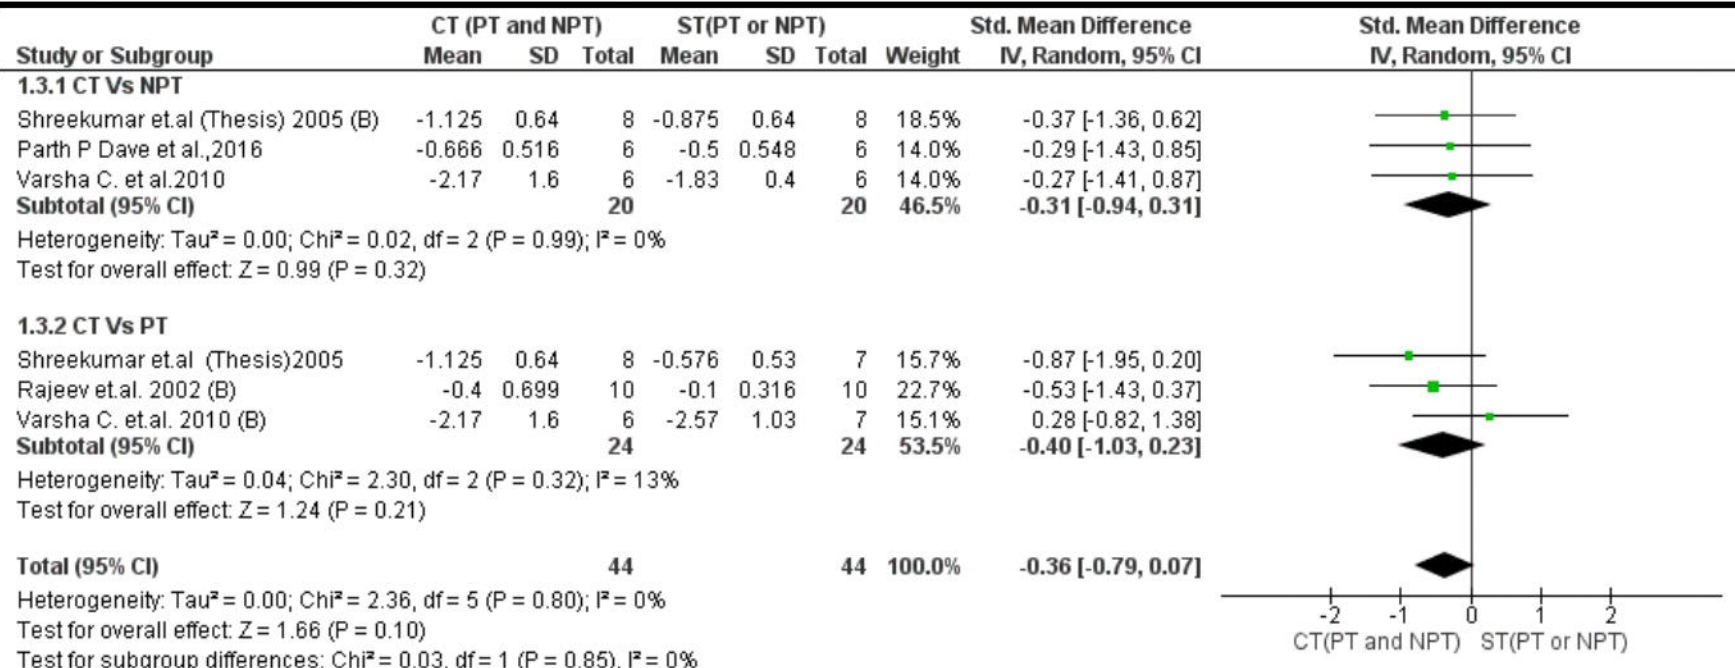 CT (PT and NPT) ST(PT or NPT) Std. Mean Difference Std. Mean Difference
Study or Subgroup Mean SD Total Mean SD Total Weight IV, Random, 95% CI IV, Random, 95% CI
1.3.1 CT Vs NPT
Shreekumar et.al (Thesis) 2005 (B) -1.125 0.64 8 -0.875 0.64 8 18.5% -0.37 [-1.36, 0.62]
Parth P Dave et al.,2016 -0.666 0.516 6 -0.5 0.548 6 14.0% -0.29 [-1.43, 0.85]
Varsha C. et al.2010 -2.17 1.6 6 -1.83 0.4 6 14.0% -0.27 [-1.41, 0.87]
Subtotal (95% CI) 20 20 46.5% -0.31 [-0.94, 0.31]
Heterogeneity: Tau² = 0.00; Chi² = 0.02, df = 2 (P = 0.99); I² = 0%
Test for overall effect: Z = 0.99 (P = 0.32)
1.3.2 CT Vs PT
Shreekumar et.al (Thesis)2005 -1.125 0.64 8 -0.576 0.53 7 15.7% -0.87 [-1.95, 0.20]
Rajeev et.al. 2002 (B) -0.4 0.699 10 -0.1 0.316 10 22.7% -0.53 [-1.43, 0.37]
Varsha C. et.al. 2010 (B) -2.17 1.6 6 -2.57 1.03 7 15.1% 0.28 [-0.82, 1.38]
Subtotal (95% CI) 24 24 53.5% -0.40 [-1.03, 0.23]
Heterogeneity: Tau² = 0.04; Chi² = 2.30, df = 2 (P = 0.32); I² = 13%
Test for overall effect: Z = 1.24 (P = 0.21)
Total (95% CI) 44 44 100.0% -0.36 [-0.79, 0.07]
Heterogeneity: Tau² = 0.00; Chi² = 2.36, df = 5 (P = 0.80); I² = 0%
-2 -1 0 1 2
Test for overall effect: Z = 1.66 (P = 0.10)
CT(PT and NPT) ST(PT or NPT)
Test for subgroup differences: Chi² = 0.03, df = 1 (P = 0.85), I² = 0%